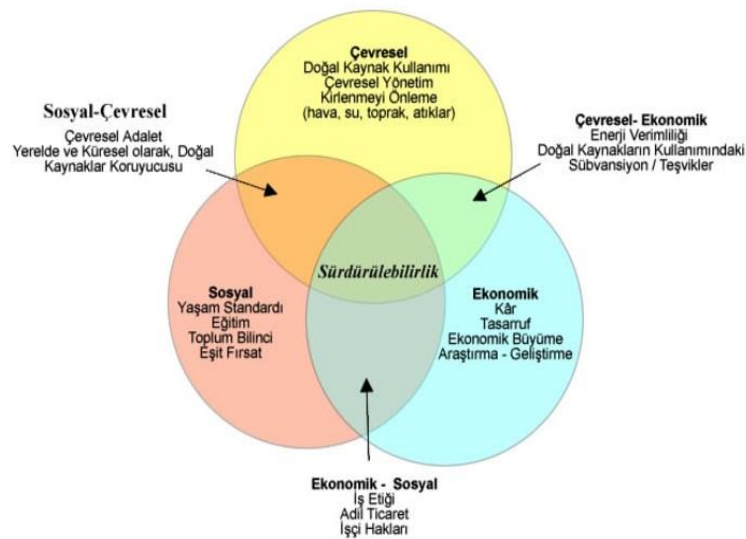 Çevresel
Doğal Kaynak Kullanımı
Çevresel Yönetim
Kirlenmeyi Önleme
(hava, su, toprak, atıklar)
Sosyal-Çevresel
Çevresel Adalet
Yerelde ve Küresel olarak, Doğal
Kaynaklar Koruyucusu
Çevresel- Ekonomik
Enerji Verimliliği
Doğal Kaynakların Kullanımındaki
Sübvansiyon / Teşvikler
Sürdürülebilirlik
Sosyal
Yaşam Standardı
Eğitim
Toplum Bilinci
Eşit Fırsat
Ekonomik
Kâr
Tasarruf
Ekonomik Büyüme
Araştırma - Geliştirme
Ekonomik - Sosyal
İş Etiği
Adil Ticaret
İşçi Hakları